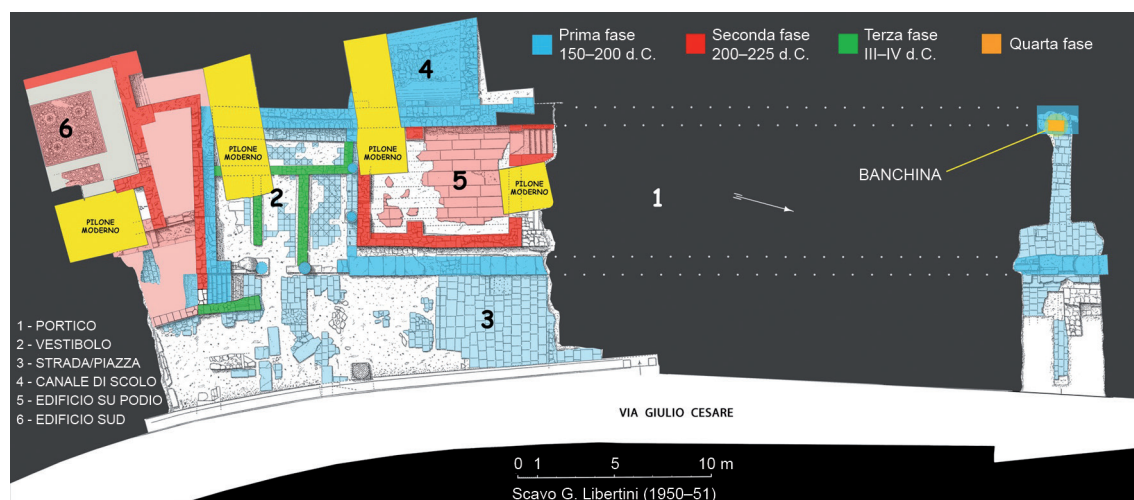 Prima fase
150–200 d.C.
Seconda fase
200–225 d.C.
Terza fase
III–IV d.C.
Quarta fase
4
6
PILONE
MODERNO
PILONE
MODERNO
PILONE
MODERNO
5
2
1
BANCHINA
PILONE
MODERNO
3
1 - PORTICO
2 - VESTIBOLO
3 - STRADA/PIAZZA
4 - CANALE DI SCOLO
5 - EDIFICIO SU PODIO
6 - EDIFICIO SUD
VIA GIULIO CESARE
0 1 5 10 m
Scavo G. Libertini (1950–51)